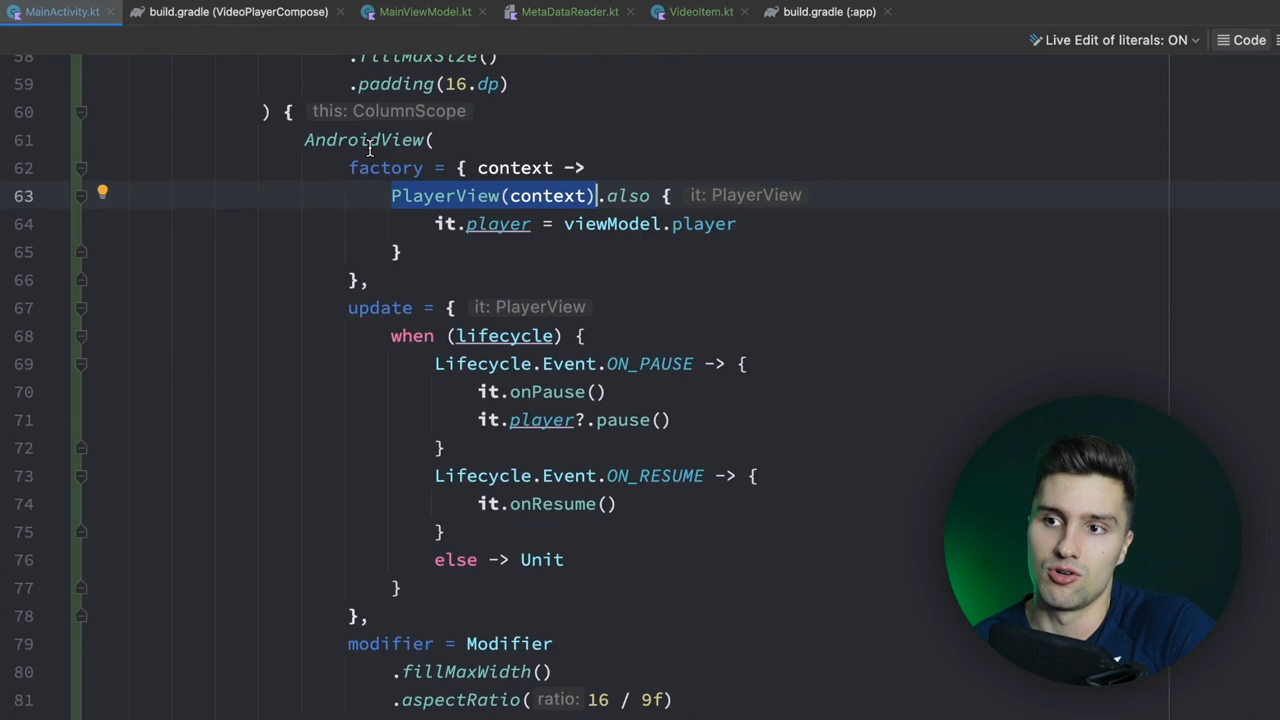 MainActivity.kt build.gradle (VideoPlayerCompose) MainViewModel.kt MetaDataReader.kt VideoItem.kt build.gradle (:app)
Live Edit of literals: ON Code
58 .fillMaxSize()
59 .padding(16.dp)
60 ) { this: ColumnScope
61 AndroidView(
62 factory = { context ->
63 PlayerView(context).also { it: PlayerView
64 it.player = viewModel.player
65 }
66 },
67 update = { it: PlayerView
68 when (lifecycle) {
69 Lifecycle.Event.ON_PAUSE -> {
70 it.onPause()
71 it.player?.pause()
72 }
73 Lifecycle.Event.ON_RESUME -> {
74 it.onResume()
75 }
76 else -> Unit
77 }
78 },
79 modifier = Modifier
80 .fillMaxWidth()
81 .aspectRatio( ratio: 16 / 9f)